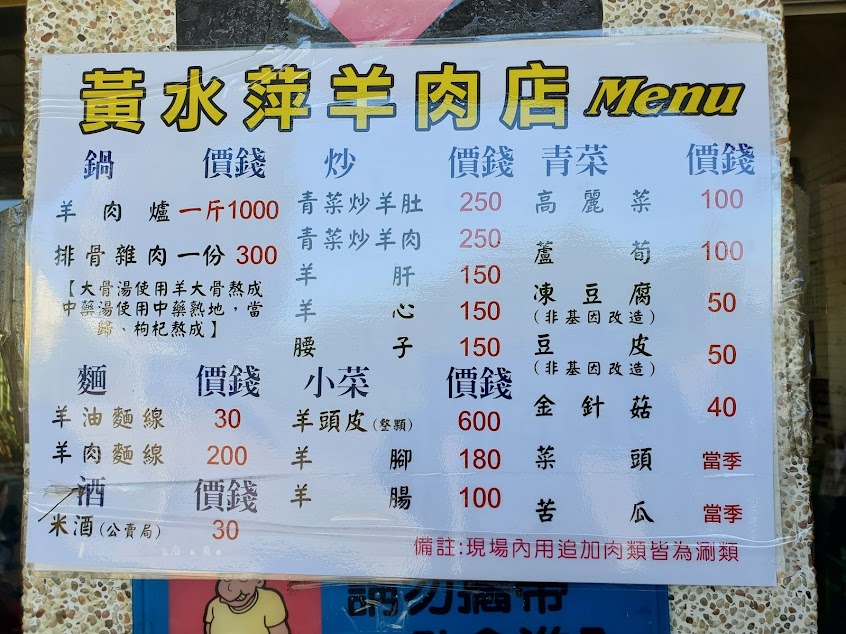 黃水萍羊肉店 Menu
鍋 價錢
羊肉爐 一斤1000
排骨雜肉 一份 300
【大骨湯使用羊大骨熬成
中藥湯使用中藥熟地，當
歸、枸杞熬成】
麵 價錢
羊油麵線 30
羊肉麵線 200
酒 價錢
米酒(公賣局) 30
炒 價錢
青菜炒羊肚 250
青菜炒羊肉 250
羊肝 150
羊心 150
腰子 150
小菜 價錢
羊頭皮(整顆) 600
羊腳 180
羊腸 100
青菜 價錢
高麗菜 100
蘆筍 100
凍豆腐 50
(非基因改造)
豆皮 50
(非基因改造)
金針菇 40
菜頭 當季
苦瓜 當季
備註:現場內用追加肉類皆為涮類
請勿攜帶